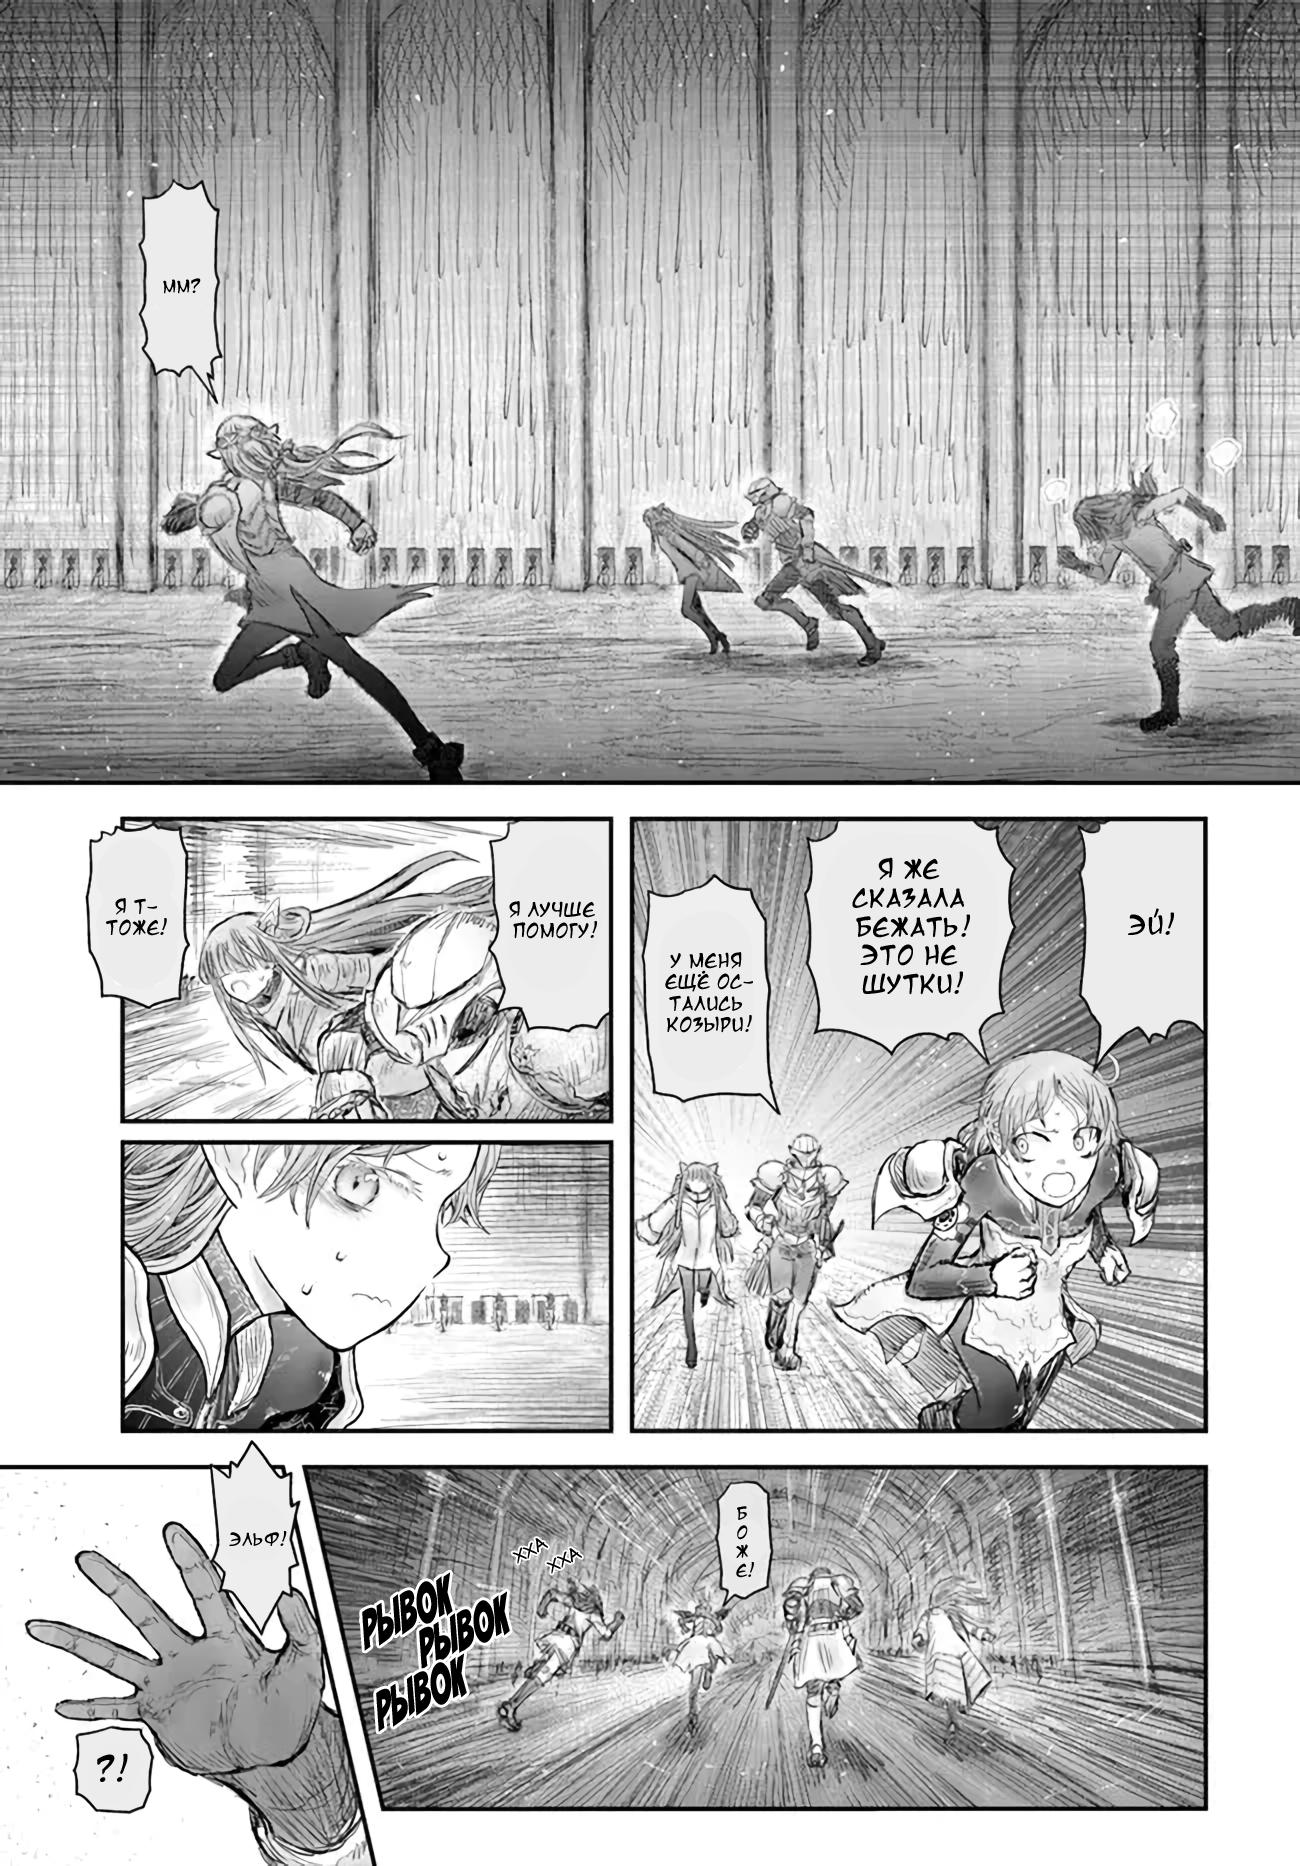 ММ?
ЭЙ!
Я ЖЕ
СКАЗАЛА
БЕЖАТЬ!
ЭТО НЕ
ШУТКИ!
У МЕНЯ
ЕЩЁ ОС-
ТАЛИСЬ
КОЗЫРИ!
Я ЛУЧШЕ
ПОМОГУ!
Я Т-
ТОЖЕ!
Б
О
Ж
Е!
ХХА
ХХА
РЫВОК
РЫВОК
РЫВОК
ЭЛЬФ!
?!